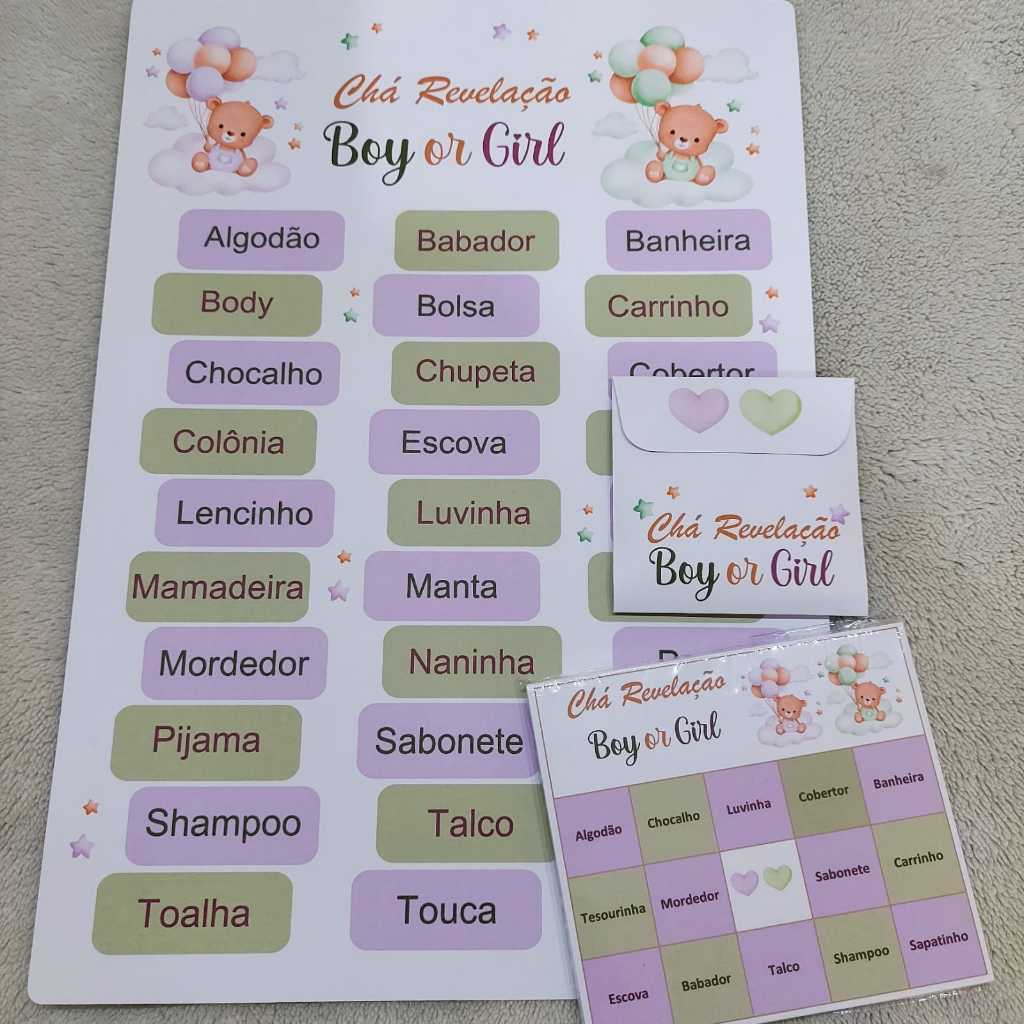 Chá Revelação
Boy or Girl
Algodão Babador Banheira
Body Bolsa Carrinho
Chocalho Chupeta Cobertor
Colônia Escova
Lencinho Luvinha
Mamadeira Manta
Mordedor Naninha
Pijama Sabonete
Shampoo Talco
Toalha Touca
Chá Revelação
Boy or Girl
Chá Revelação
Boy or Girl
Algodão Chocalho Luvinha Cobertor Banheira
Tesourinha Mordedor Sabonete Carrinho
Escova Babador Talco Shampoo Sapatinho